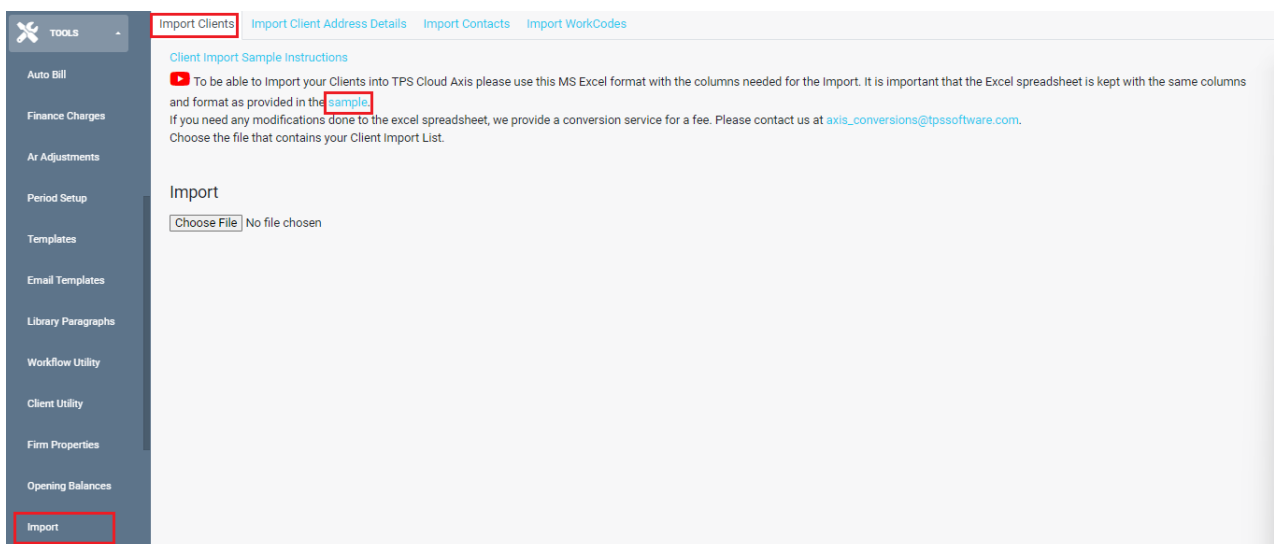 TOOLS
Auto Bill
Finance Charges
Ar Adjustments
Period Setup
Templates
Email Templates
Library Paragraphs
Workflow Utility
Client Utility
Firm Properties
Opening Balances
Import
Import Clients Import Client Address Details Import Contacts Import WorkCodes
Client Import Sample Instructions
To be able to Import your Clients into TPS Cloud Axis please use this MS Excel format with the columns needed for the Import. It is important that the Excel spreadsheet is kept with the same columns
and format as provided in the sample.
If you need any modifications done to the excel spreadsheet, we provide a conversion service for a fee. Please contact us at axis_conversions@tpssoftware.com.
Choose the file that contains your Client Import List.
Import
Choose File No file chosen